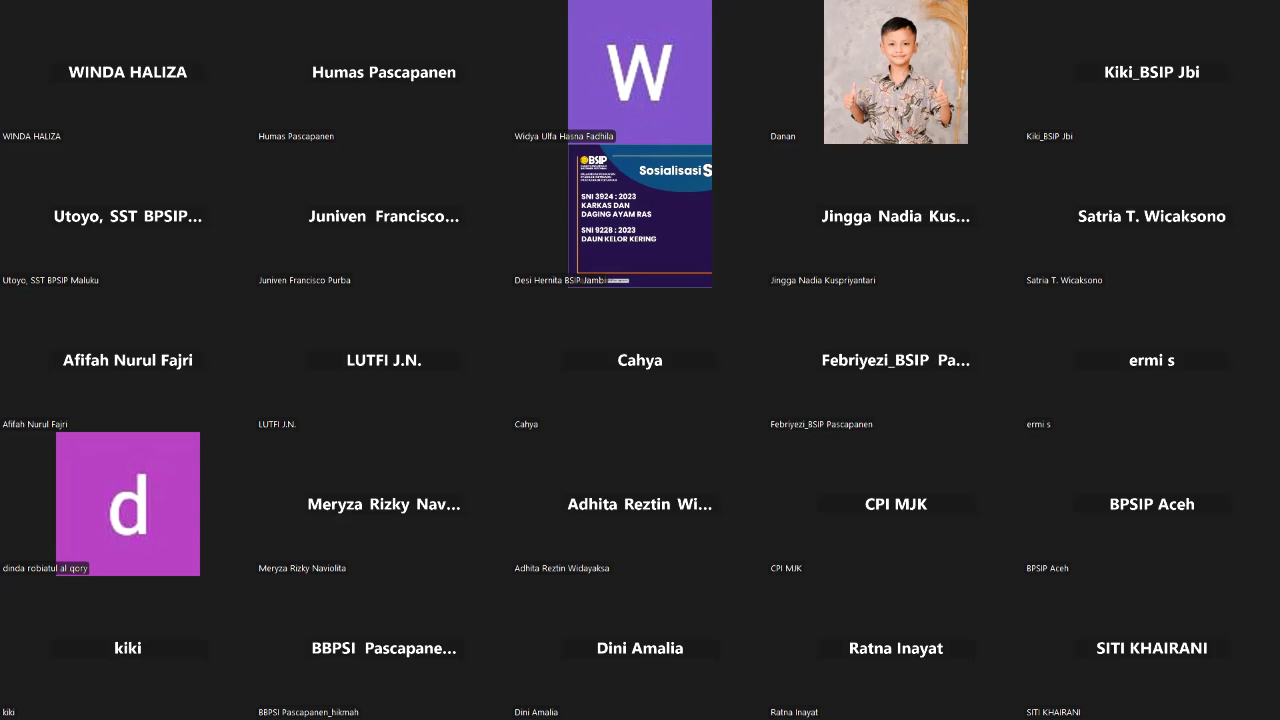 WINDA HALIZA
Humas Pascapanen
W
Kiki_BSIP Jbi
WINDA HALIZA
Humas Pascapanen
Widya Ulfa Hasna Fadhila
Danan
Kiki_BSIP Jbi
BSIP
Sosialisasi S
SNI 3924 : 2023
KARKAS DAN
DAGING AYAM RAS
SNI 9228 : 2023
DAUN KELOR KERING
Utoyo, SST BPSIP...
Juniven Francisco...
Jingga Nadia Kus...
Satria T. Wicaksono
Utoyo, SST BPSIP Maluku
Juniven Francisco Purba
Desi Hernita BSIP Jambi
Jingga Nadia Kuspriyantari
Satria T. Wicaksono
Afifah Nurul Fajri
LUTFI J.N.
Cahya
Febriyezi_BSIP Pa...
ermi s
Afifah Nurul Fajri
LUTFI J.N.
Cahya
Febriyezi_BSIP Pascapanen
ermi s
d
Meryza Rizky Nav...
Adhita Reztin Wi...
CPI MJK
BPSIP Aceh
dinda robiatul al qory
Meryza Rizky Naviolita
Adhita Reztin Widayaksa
CPI MJK
BPSIP Aceh
kiki
BBPSI Pascapane...
Dini Amalia
Ratna Inayat
SITI KHAIRANI
kiki
BBPSI Pascapanen_hikmah
Dini Amalia
Ratna Inayat
SITI KHAIRANI